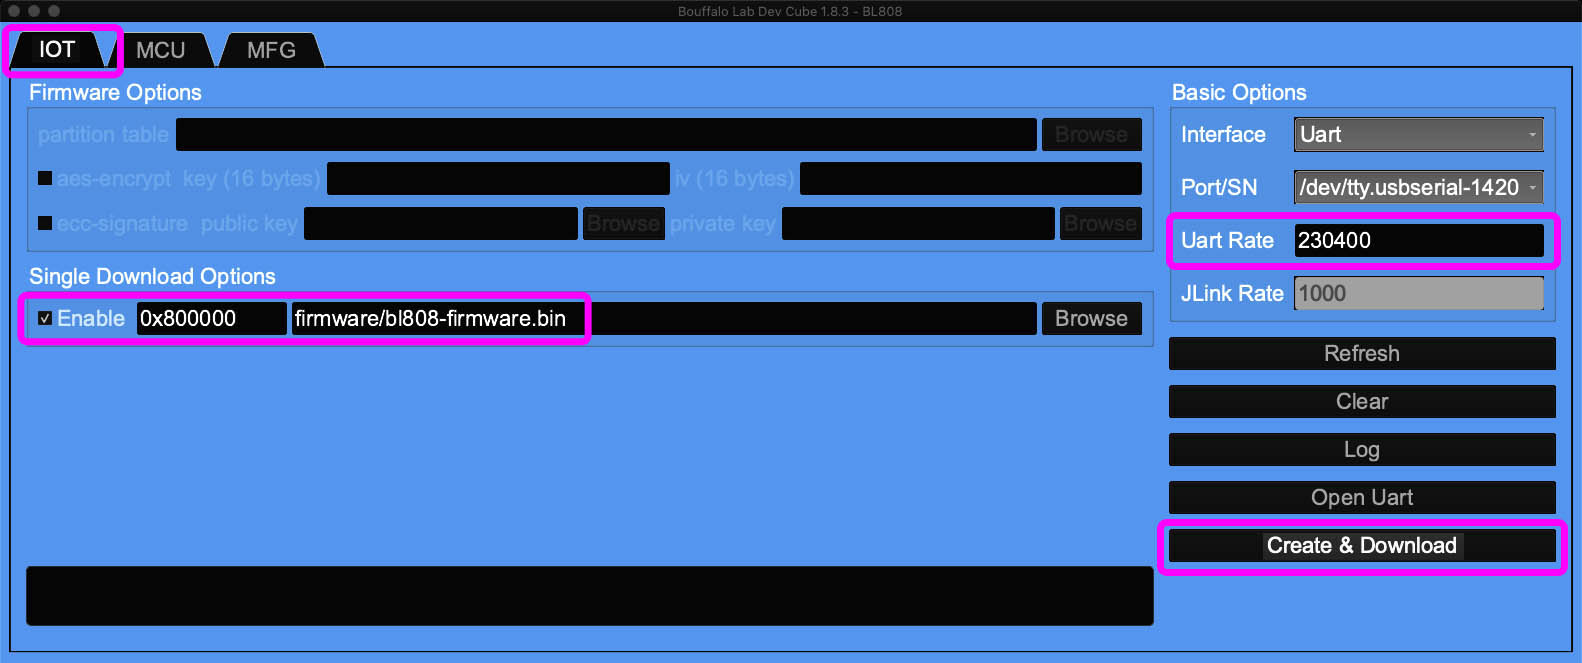 Bouffalo Lab Dev Cube 1.8.3 - BL808
IOT MCU MFG
Firmware Options
partition table Browse
aes-encrypt key (16 bytes) iv (16 bytes)
ecc-signature public key Browse private key Browse
Single Download Options
Enable 0x800000 firmware/bl808-firmware.bin Browse
Basic Options
Interface Uart
Port/SN /dev/tty.usbserial-1420
Uart Rate 230400
JLink Rate 1000
Refresh
Clear
Log
Open Uart
Create & Download